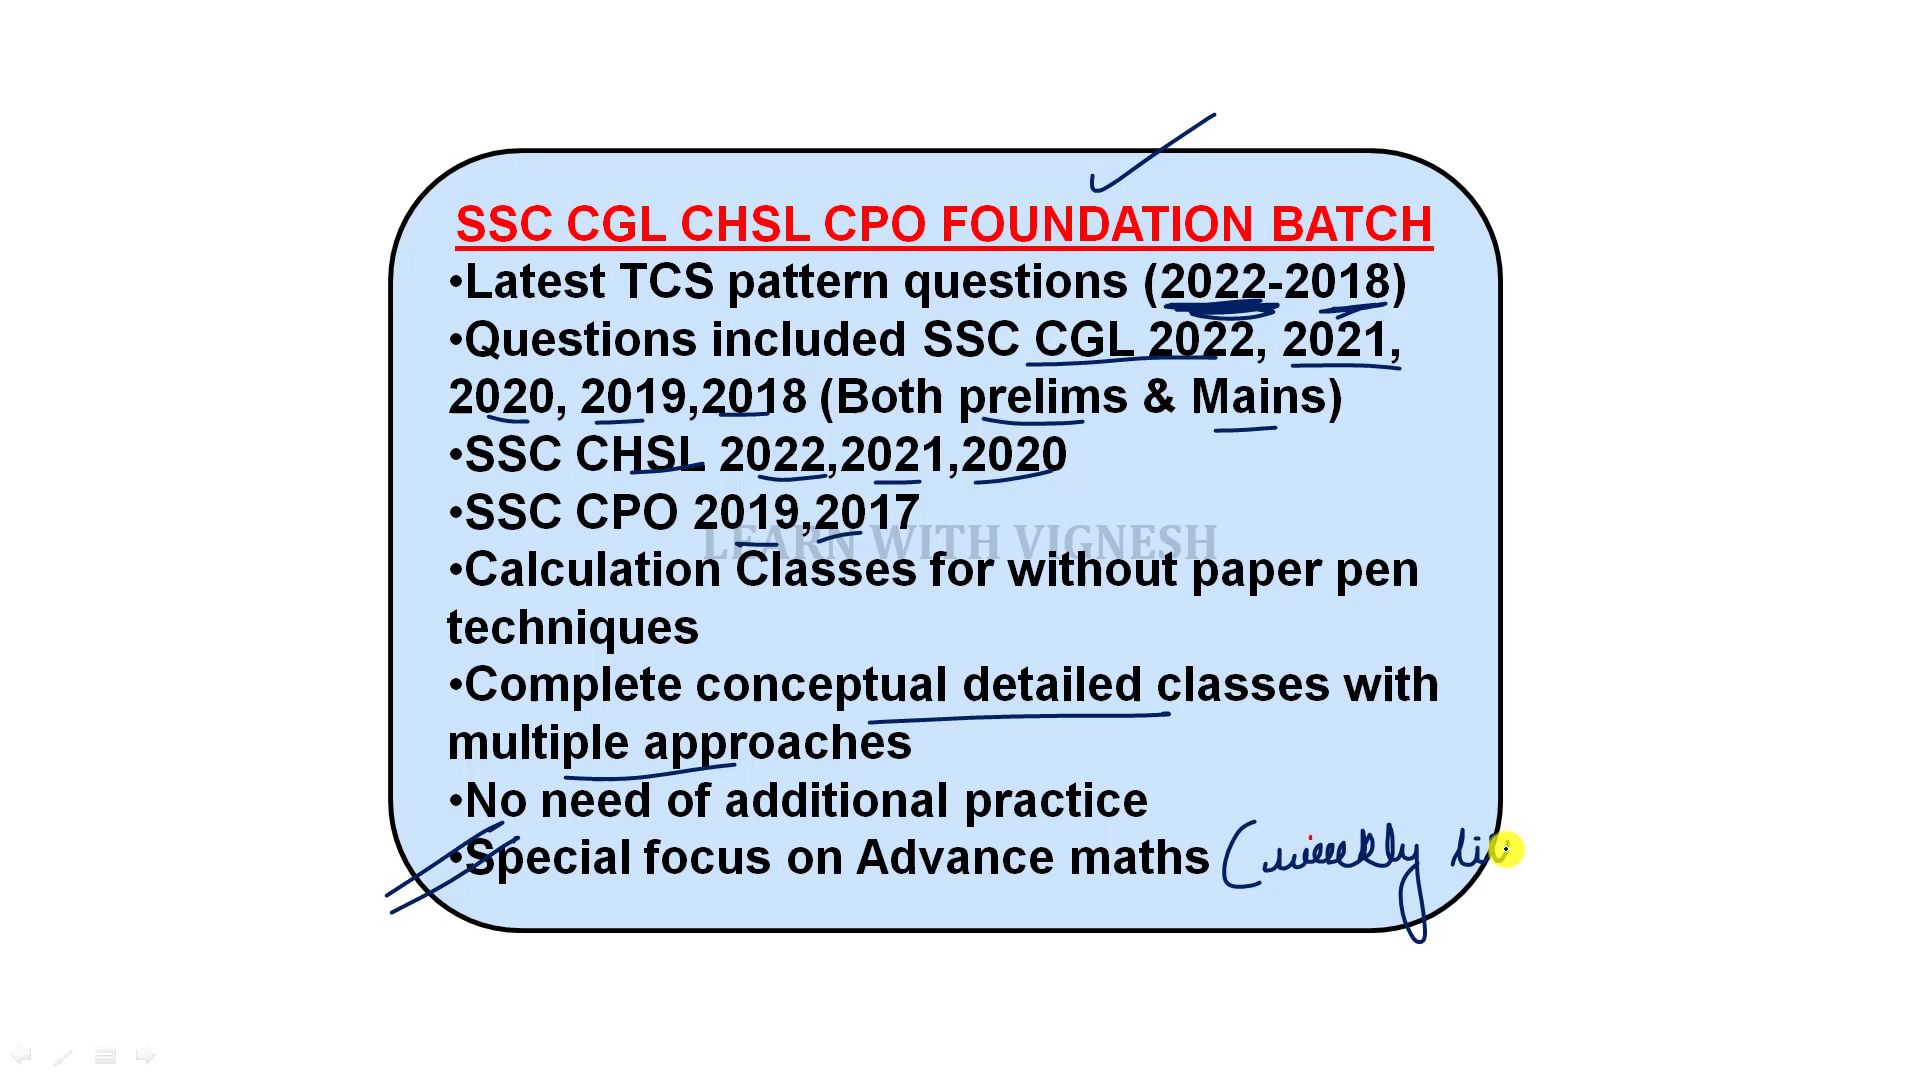 SSC CGL CHSL CPO FOUNDATION BATCH
•Latest TCS pattern questions (2022-2018)
•Questions included SSC CGL 2022, 2021,
2020, 2019,2018 (Both prelims & Mains)
•SSC CHSL 2022,2021,2020
•SSC CPO 2019,2017
LEARN WITH VIGNESH
•Calculation Classes for without paper pen
techniques
•Complete conceptual detailed classes with
multiple approaches
•No need of additional practice
•Special focus on Advance maths (weekly